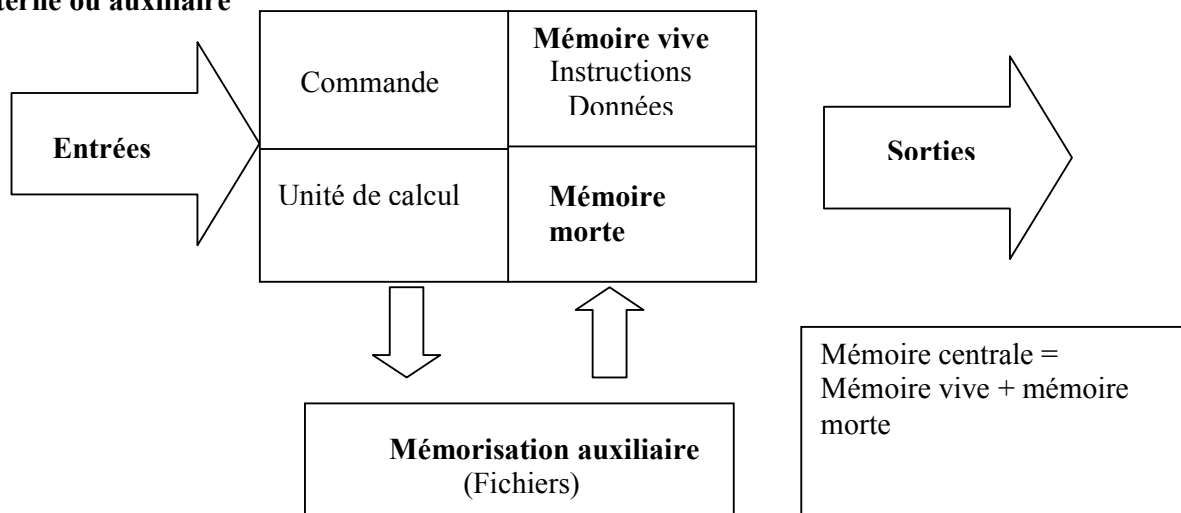 ou auxiliaire
Commande
Mémoire vive
Instructions
Données
Entrées
Unité de calcul
Mémoire
morte
Sorties
Mémoire centrale =
Mémoire vive + mémoire
morte
Mémorisation auxiliaire
(Fichiers)